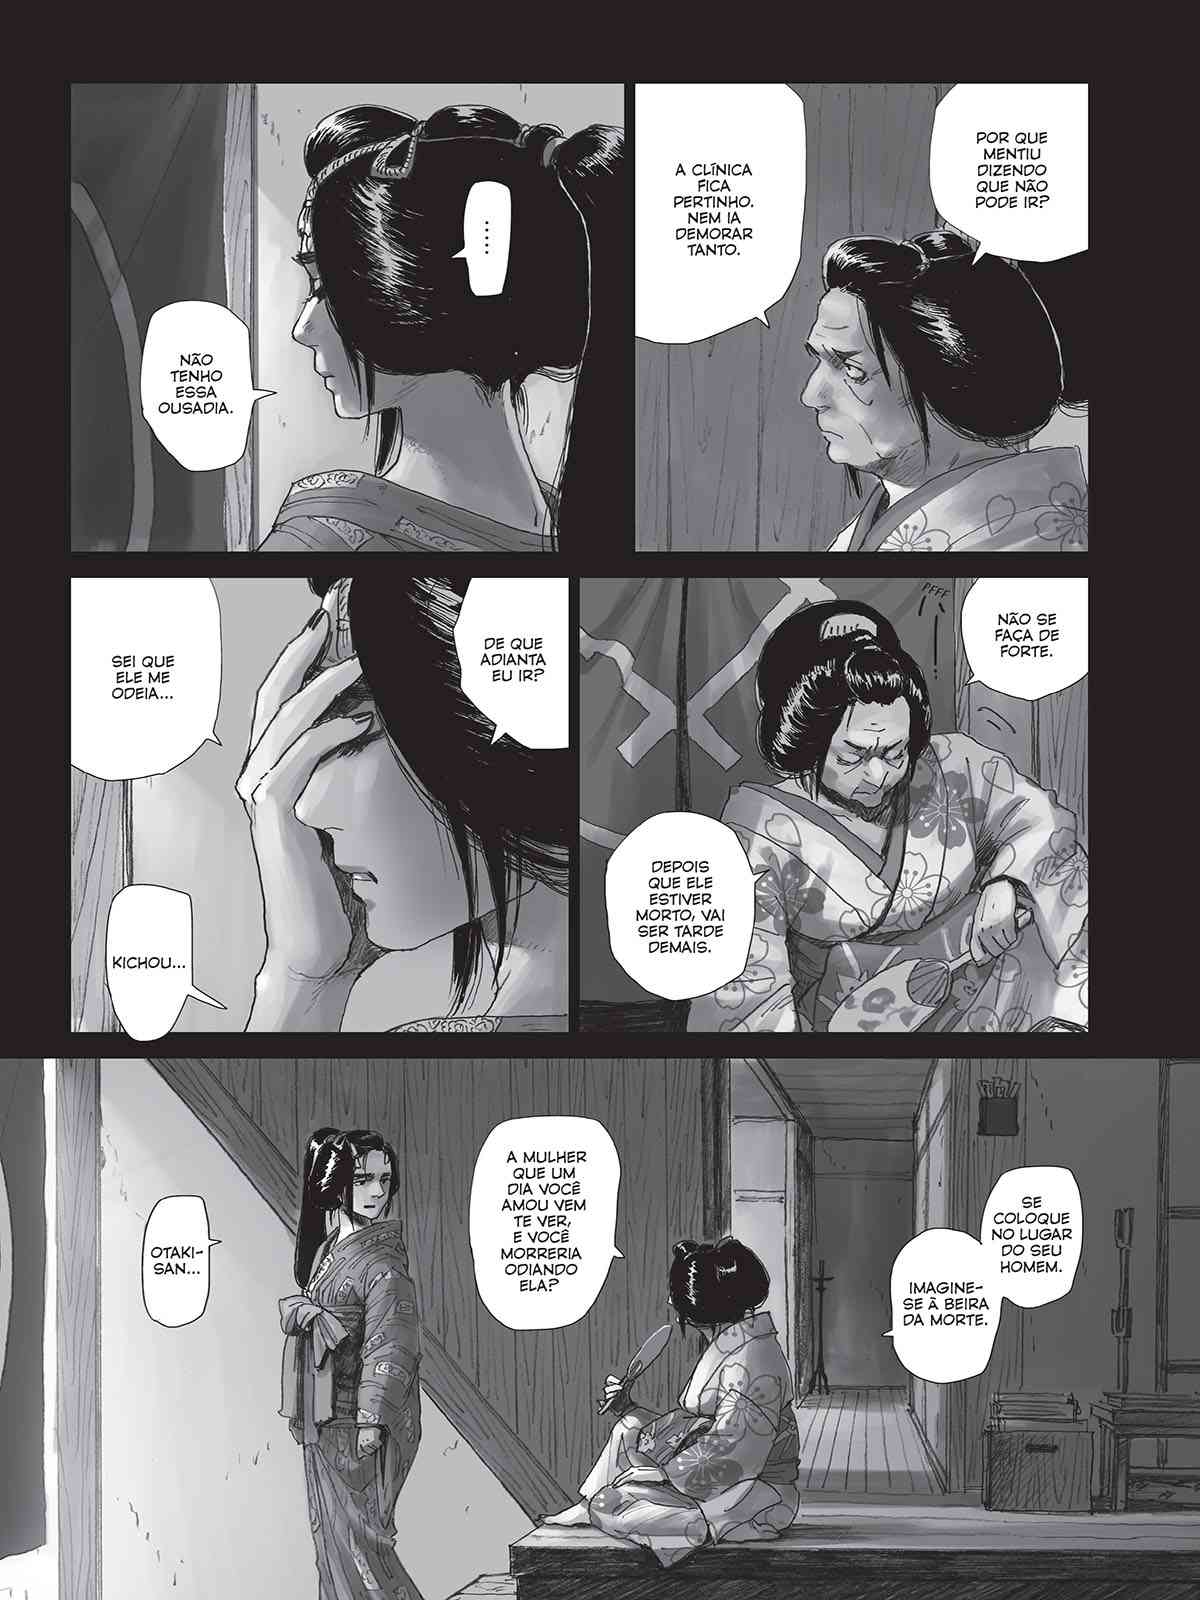 POR QUE
MENTIU
DIZENDO
QUE NÃO
PODE IR?
A CLÍNICA
FICA
PERTINHO.
NEM IA
DEMORAR
TANTO.
......
NÃO
TENHO
ESSA
OUSADIA.
PFFF
NÃO SE
FAÇA DE
FORTE.
DEPOIS
QUE ELE
ESTIVER
MORTO, VAI
SER TARDE
DEMAIS.
DE QUE
ADIANTA
EU IR?
SEI QUE
ELE ME
ODEIA...
KICHOU...
SE
COLOQUE
NO LUGAR
DO SEU
HOMEM.
IMAGINE-
SE À BEIRA
DA MORTE.
A MULHER
QUE UM
DIA VOCÊ
AMOU VEM
TE VER,
E VOCÊ
MORRERIA
ODIANDO
ELA?
OTAKI-
SAN...